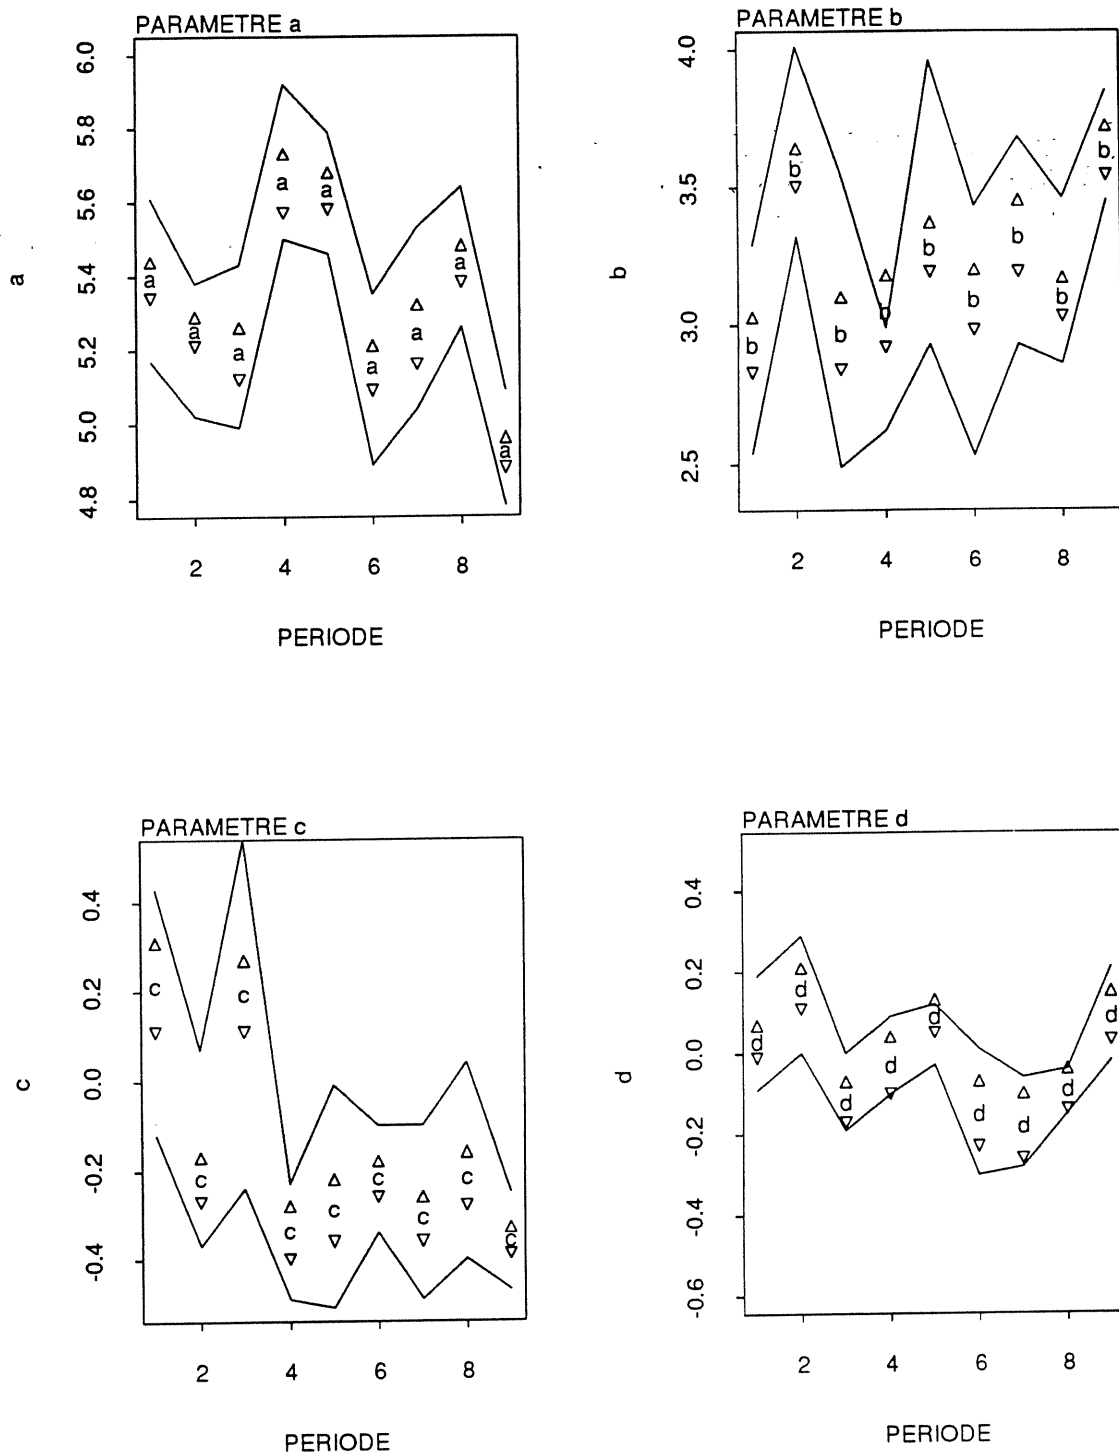 PARAMETRE a
6.0
5.8
5.6
5.4
5.2
5.0
4.8
a
a
a
a
a
a
a
a
a
a
2
4
6
8
PERIODE
PARAMETRE b
4.0
3.5
3.0
2.5
b
b
b
b
b
b
b
b
b
b
2
4
6
8
PERIODE
PARAMETRE c
0.4
0.2
0.0
-0.2
-0.4
c
c
c
c
c
c
c
c
c
c
2
4
6
8
PERIODE
PARAMETRE d
0.4
0.2
0.0
-0.2
-0.4
-0.6
d
d
d
d
d
d
d
d
d
d
2
4
6
8
PERIODE